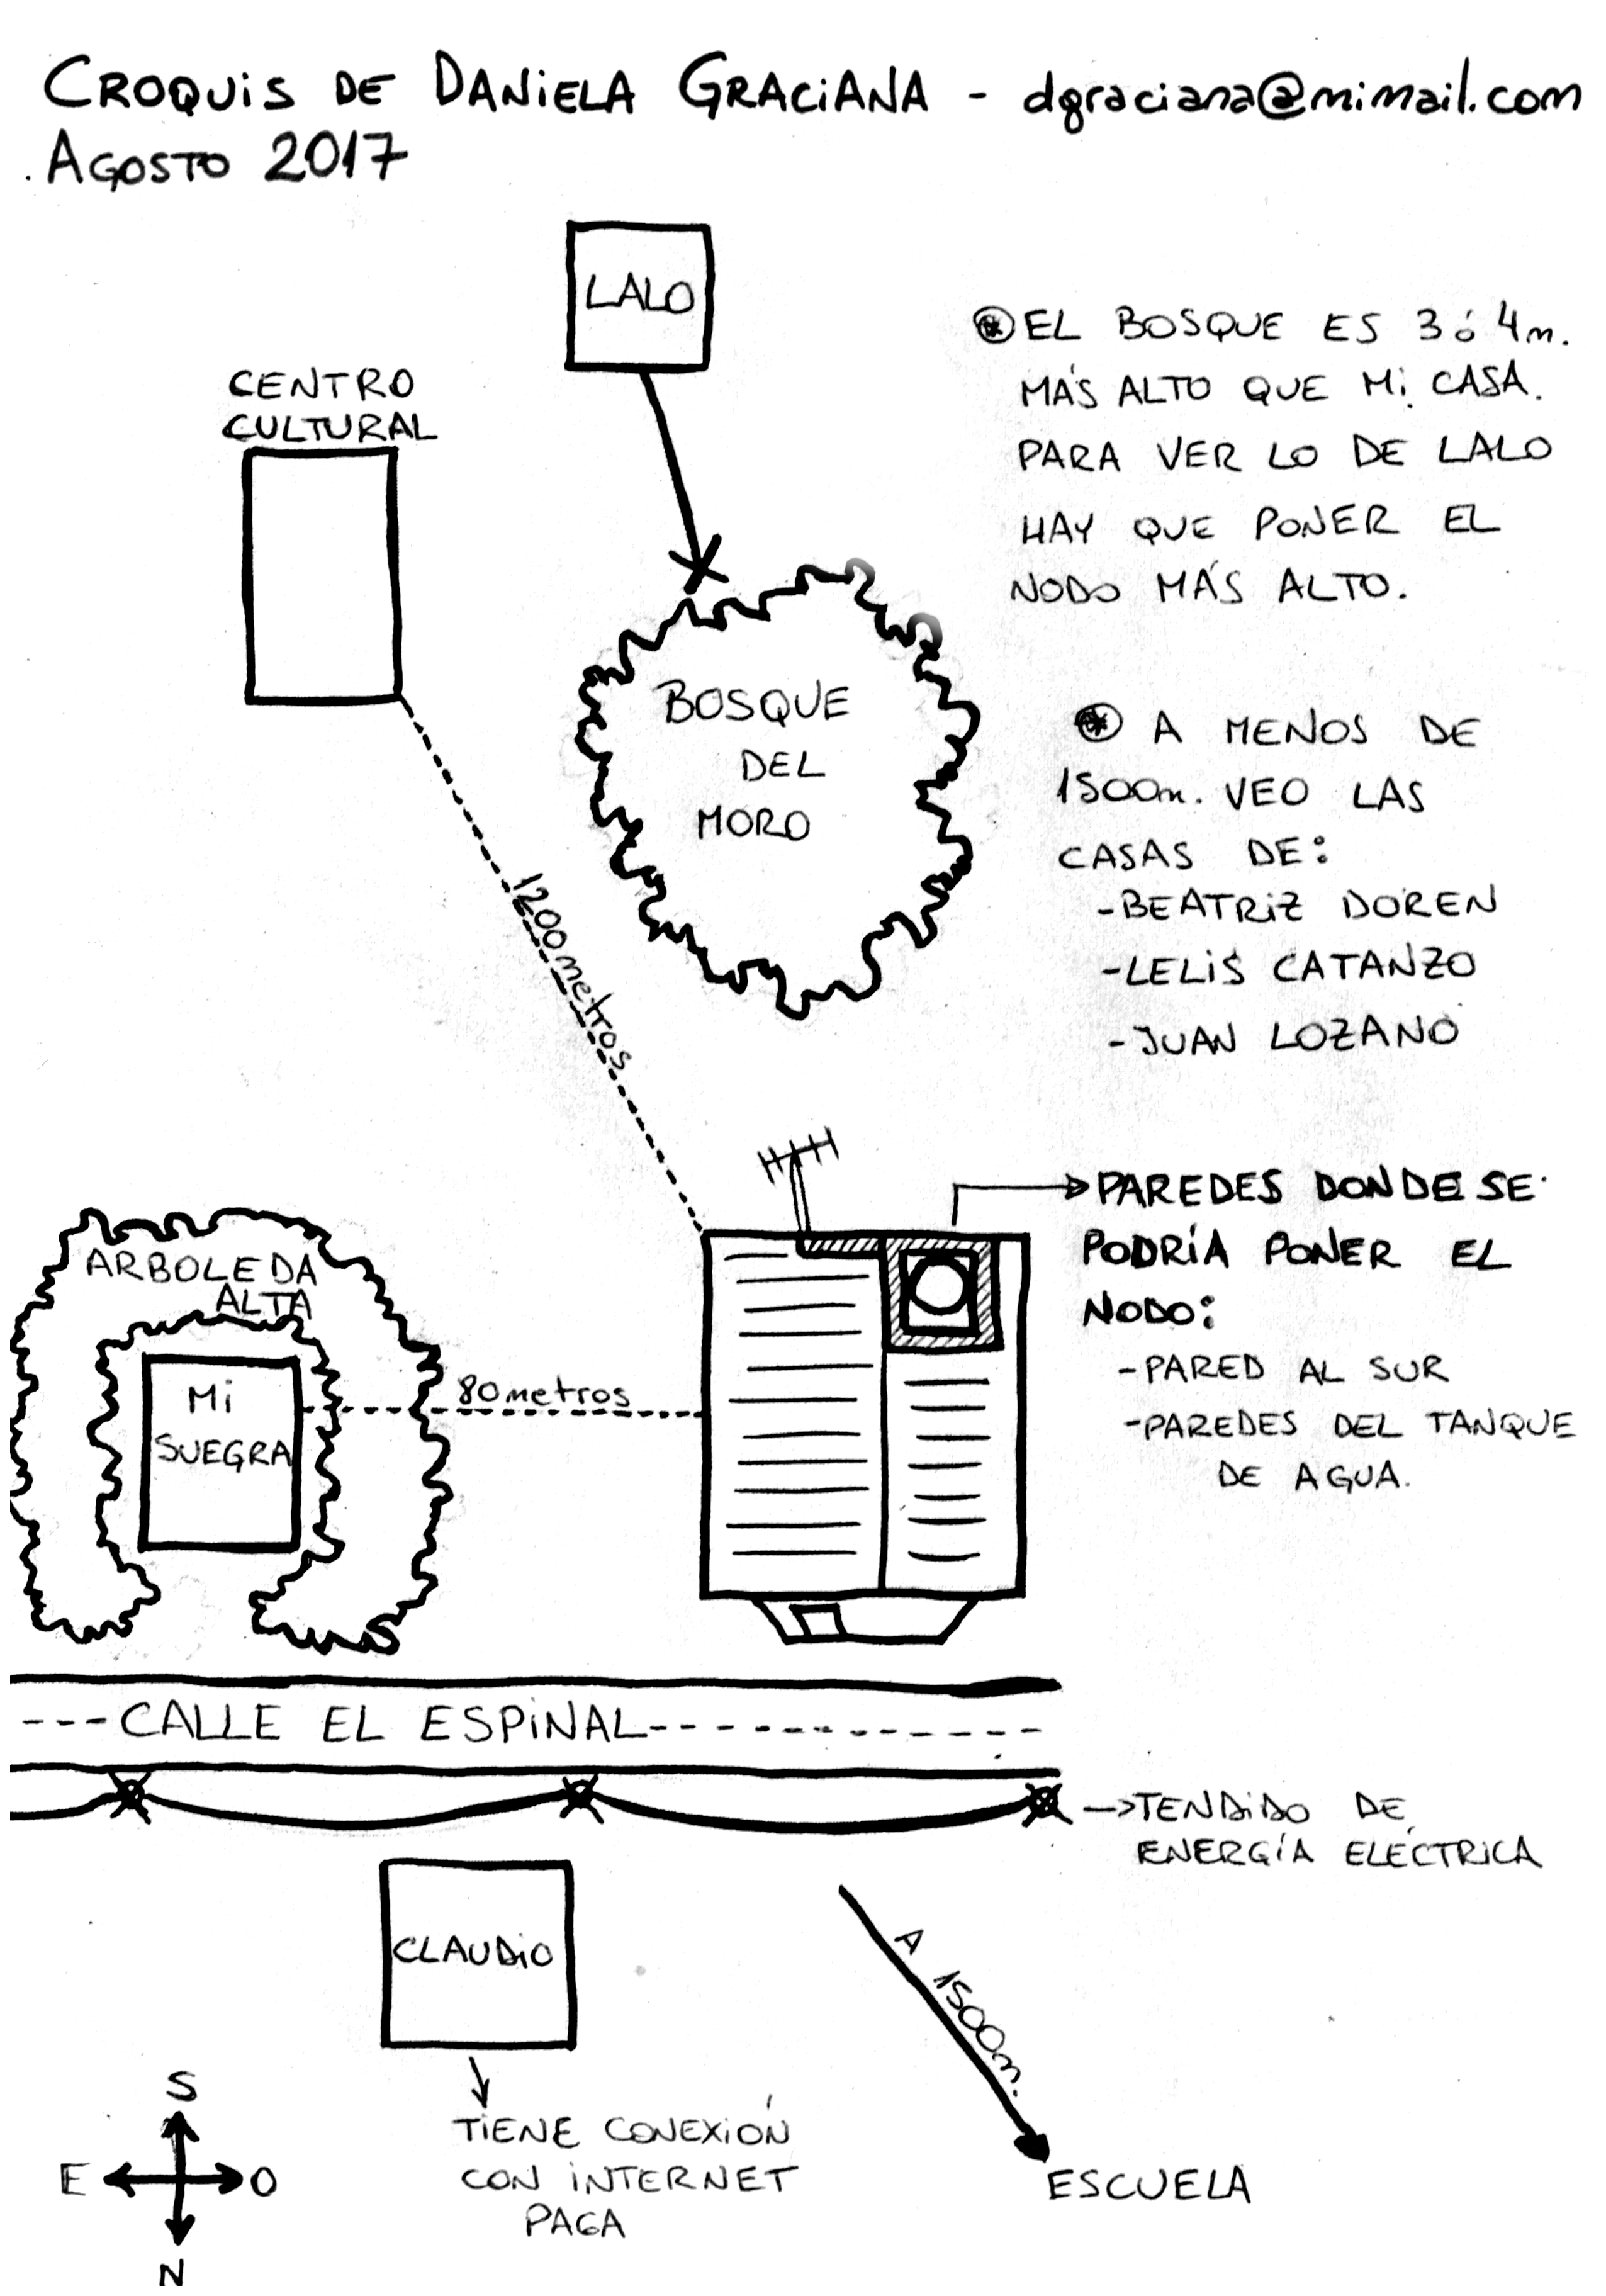 CROQUiS DE DANiELA GRACiANA - dgraciana@mimail.com
AGOSTO 2017
LALO
CENTRO
CULTURAL
EL BOSQUE ES 3 ó 4m.
MÁS ALTO QUE Mi CASA.
PARA VER LO DE LALO
HAY QUE PONER EL
NODO MÁS ALTO.
BOSQUE
DEL
MORO
A MENOS DE
1500m. VEO LAS
CASAS DE:
-BEATRiZ DOREN
-LELiS CATANZO
-JUAN LOZANO
1200 metros
PAREDES DONDE SE
PODRÍA PONER EL
NODO:
-PARED AL SUR
-PAREDES DEL TANQUE
DE AGUA.
ARBOLEDA
ALTA
Mi
SUEGRA
80 metros
---CALLE EL ESPiNAL---
TENDiDO DE
ENERGÍA ELÉCTRICA
CLAUDiO
TiENE CONEXIÓN
CON iNTERNET
PAGA
A 1500m.
ESCUELA
S
E
O
N